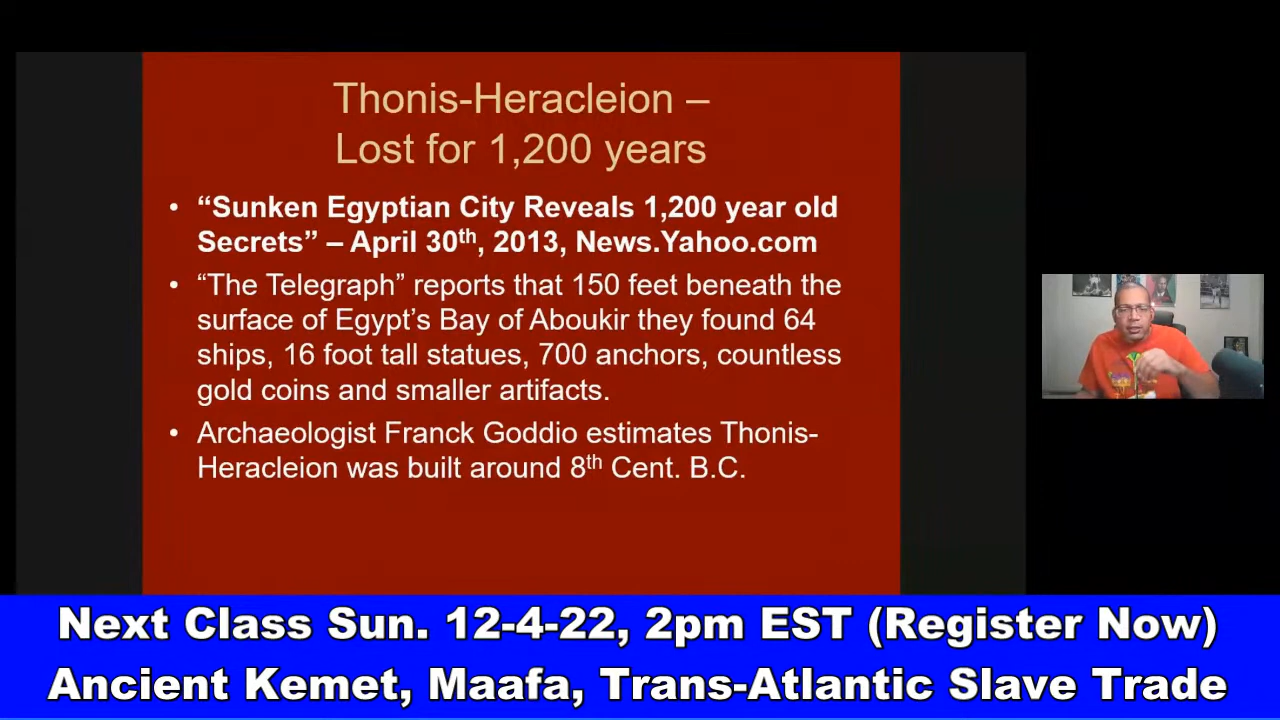 Thonis-Heracleion –
Lost for 1,200 years
• “Sunken Egyptian City Reveals 1,200 year old
Secrets” – April 30th, 2013, News.Yahoo.com
• “The Telegraph” reports that 150 feet beneath the
surface of Egypt’s Bay of Aboukir they found 64
ships, 16 foot tall statues, 700 anchors, countless
gold coins and smaller artifacts.
• Archaeologist Franck Goddio estimates Thonis-
Heracleion was built around 8th Cent. B.C.
Next Class Sun. 12-4-22, 2pm EST (Register Now)
Ancient Kemet, Maafa, Trans-Atlantic Slave Trade